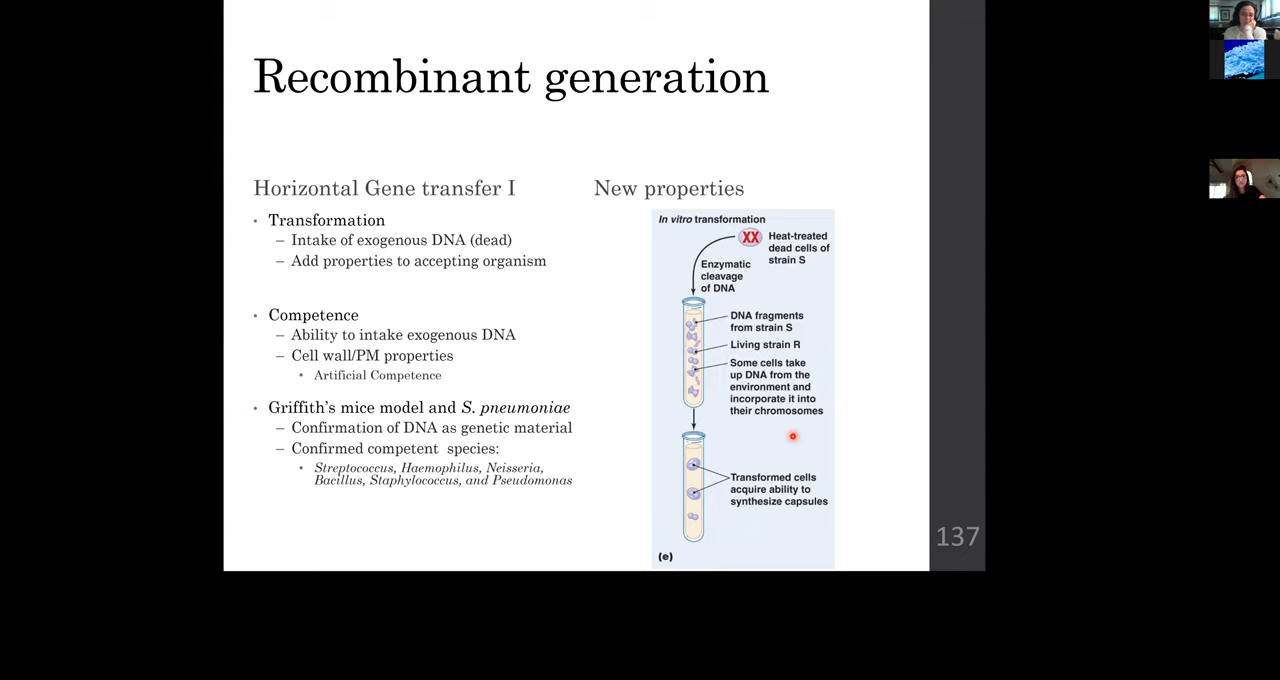 Recombinant generation
Horizontal Gene transfer I
• Transformation
– Intake of exogenous DNA (dead)
– Add properties to accepting organism
• Competence
– Ability to intake exogenous DNA
– Cell wall/PM properties
• Artificial Competence
• Griffith's mice model and S. pneumoniae
– Confirmation of DNA as genetic material
– Confirmed competent species:
• Streptococcus, Haemophilus, Neisseria,
Bacillus, Staphylococcus, and Pseudomonas
New properties
In vitro transformation
XX
Heat-treated
dead cells of
strain S
Enzymatic
cleavage
of DNA
DNA fragments
from strain S
Living strain R
Some cells take
up DNA from the
environment and
incorporate it into
their chromosomes
Transformed cells
acquire ability to
synthesize capsules
(e)
137